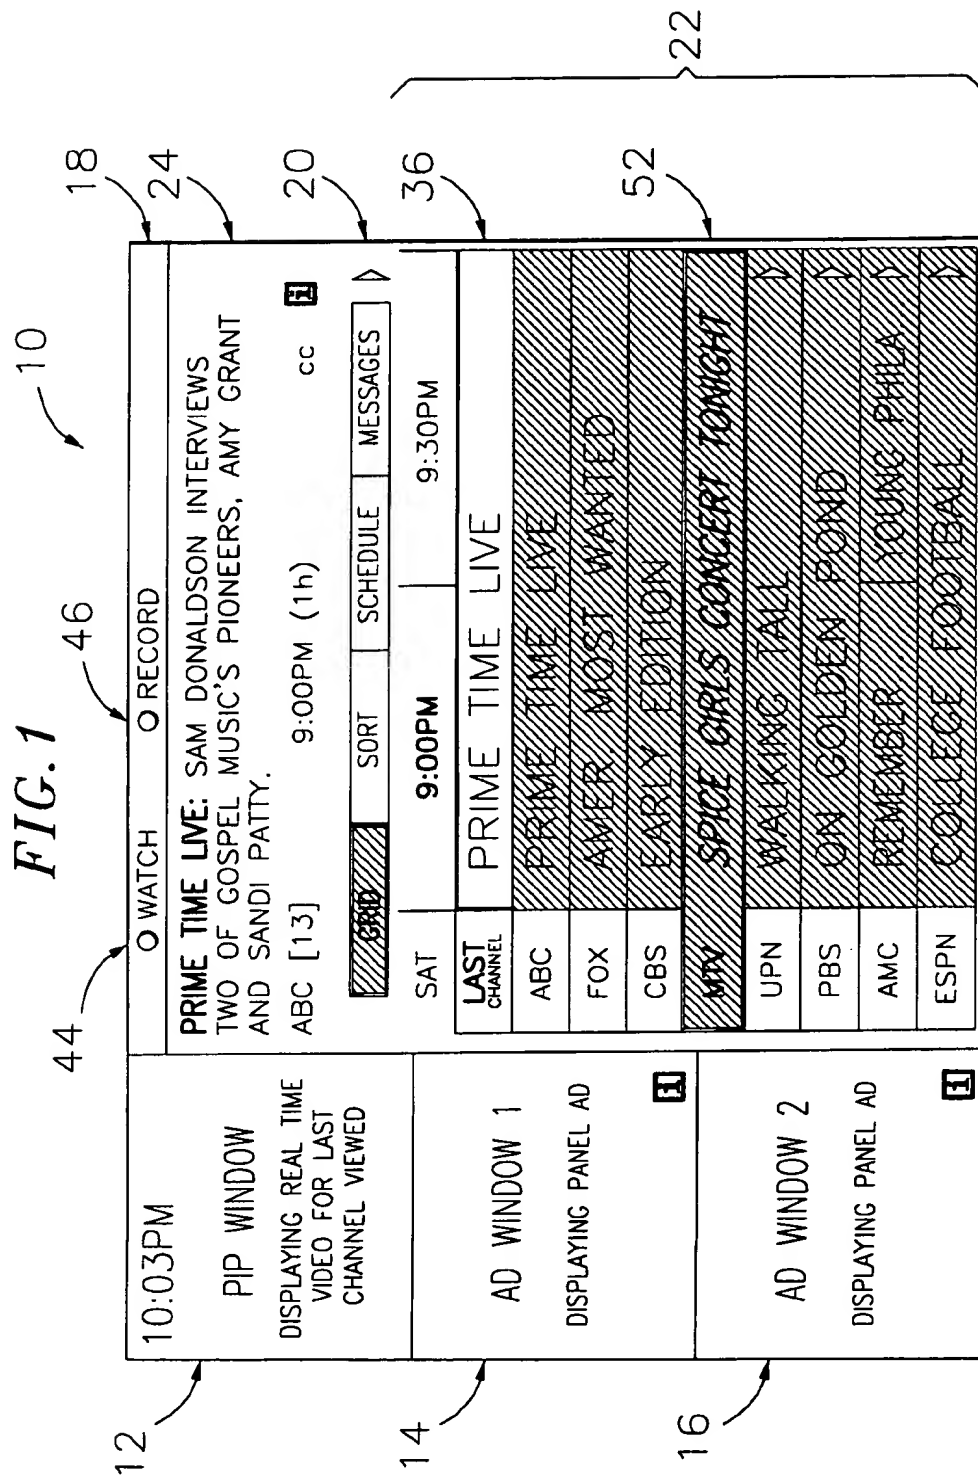 FIG.1
10
44
46
18
24
20
36
52
22
12
14
16
10:03PM
PIP WINDOW
DISPLAYING REAL TIME
VIDEO FOR LAST
CHANNEL VIEWED
AD WINDOW 1
DISPLAYING PANEL AD
i
AD WINDOW 2
DISPLAYING PANEL AD
i
WATCH RECORD
PRIME TIME LIVE: SAM DONALDSON INTERVIEWS
TWO OF GOSPEL MUSIC'S PIONEERS, AMY GRANT
AND SANDI PATTY.
ABC [13] 9:00PM (1h) cc i
GRID SORT SCHEDULE MESSAGES
SAT 9:00PM 9:30PM
LAST CHANNEL PRIME TIME LIVE
ABC PRIME TIME LIVE
FOX AMER. MOST WANTED
CBS EARLY EDITION
MTV SPICE GIRLS CONCERT TONIGHT
UPN WALKING TALL
PBS ON GOLDEN POND
AMC REMEMBER... YOUNG PHILA...
ESPN COLLEGE FOOTBALL